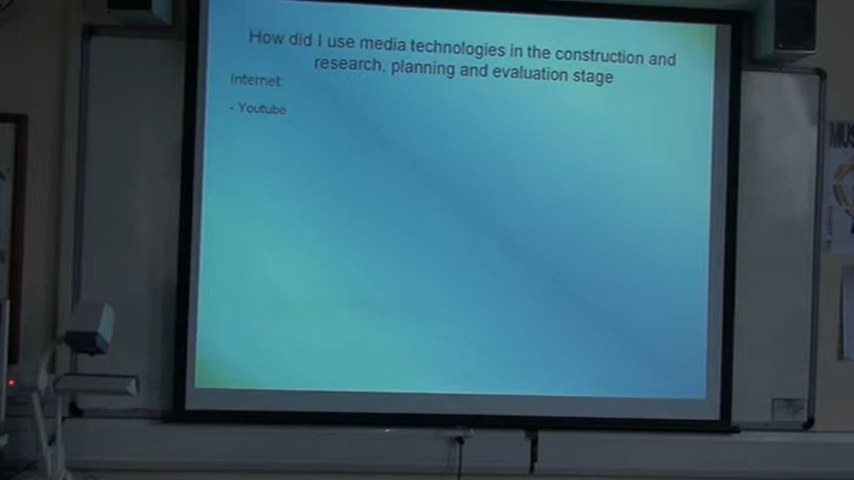 How did I use media technologies in the construction and
research, planning and evaluation stage
Internet:
- Youtube